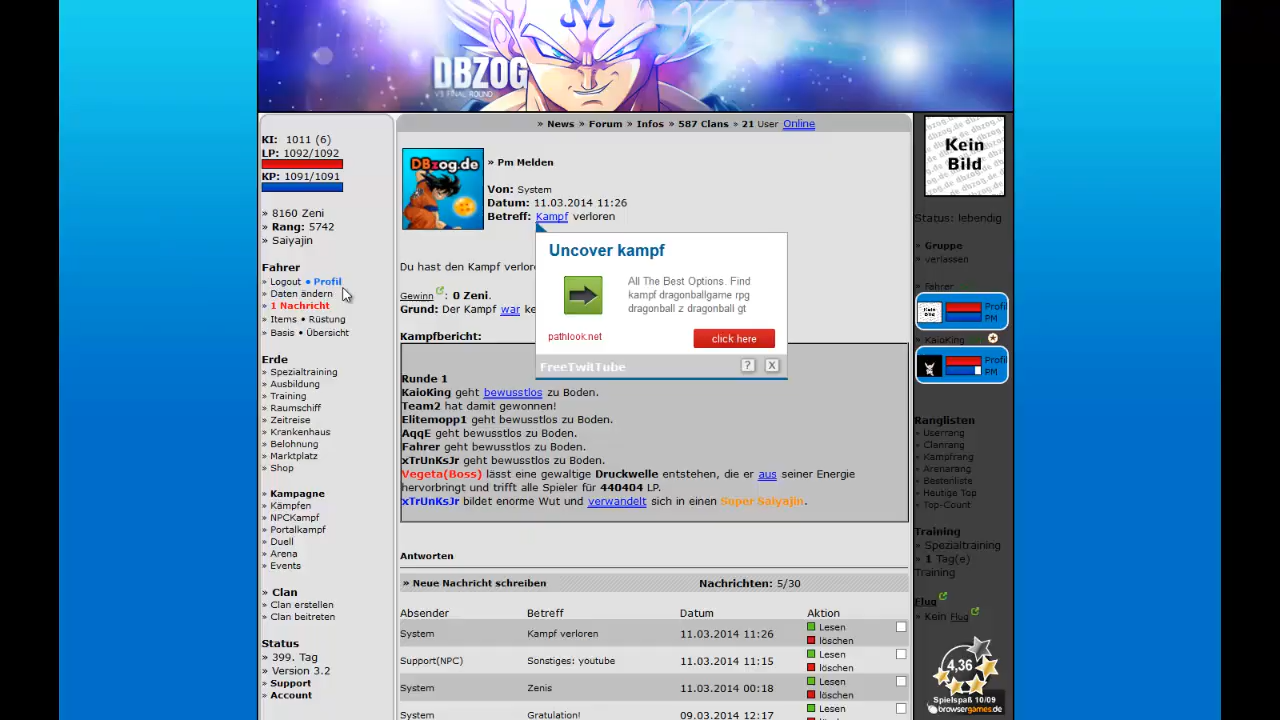 DBZOG
V3 FINAL ROUND
» News » Forum » Infos » 587 Clans » 21 User Online
KI: 1011 (6)
LP: 1092/1092
KP: 1091/1091
» 8160 Zeni
» Rang: 5742
» Saiyajin
Fahrer
» Logout • Profil
» Daten ändern
» 1 Nachricht
» Items • Rüstung
» Basis • Übersicht
Erde
» Spezialtraining
» Ausbildung
» Training
» Raumschiff
» Zeitreise
» Krankenhaus
» Belohnung
» Marktplatz
» Shop
» Kampagne
» Kämpfen
» NPCKampf
» Portalkampf
» Duell
» Arena
» Events
» Clan
» Clan erstellen
» Clan beitreten
Status
» 399. Tag
» Version 3.2
» Support
» Account
DBzog.de
» Pm Melden
Von: System
Datum: 11.03.2014 11:26
Betreff: Kampf verloren
Du hast den Kampf verlor
Gewinn : 0 Zeni.
Grund: Der Kampf war ke
Kampfbericht:
Uncover kampf
All The Best Options. Find
kampf dragonballgame rpg
dragonball z dragonball gt
pathlook.net
click here
FreeTwitTube
? X
Runde 1
KaioKing geht bewusstlos zu Boden.
Team2 hat damit gewonnen!
Elitemopp1 geht bewusstlos zu Boden.
AqqE geht bewusstlos zu Boden.
Fahrer geht bewusstlos zu Boden.
xTrUnKsJr geht bewusstlos zu Boden.
Vegeta(Boss) lässt eine gewaltige Druckwelle entstehen, die er aus seiner Energie
hervorbringt und trifft alle Spieler für 440404 LP.
xTrUnKsJr bildet enorme Wut und verwandelt sich in einen Super Saiyajin.
Antworten
» Neue Nachricht schreiben Nachrichten: 5/30
Absender Betreff Datum Aktion
System Kampf verloren 11.03.2014 11:26 Lesen
löschen
Support(NPC) Sonstiges: youtube 11.03.2014 11:15 Lesen
löschen
System Zenis 11.03.2014 00:18 Lesen
löschen
System Gratulation! 09.03.2014 12:17 Lesen
Kein
Bild
Status: lebendig
» Gruppe
» verlassen
» Fahrer
Profil
PM
» KaioKing
Profil
PM
Ranglisten
» Userrang
» Clanrang
» Kampfrang
» Arenarang
» Bestenliste
» Heutige Top
» Top-Count
Training
» Spezialtraining
» 1 Tag(e)
Training
Flug
» Kein Flug
4,36
Spielspaß 10/09
browsergames.de